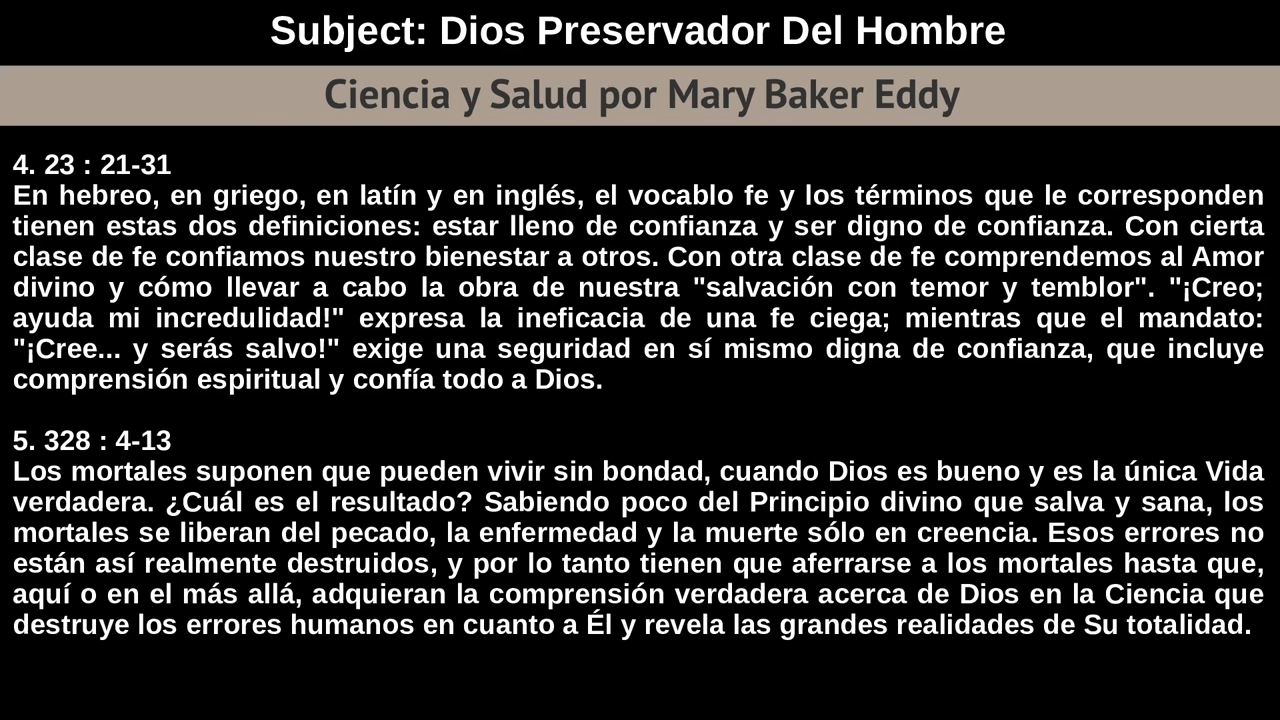 Subject: Dios Preservador Del Hombre
Ciencia y Salud por Mary Baker Eddy
4. 23 : 21-31
En hebreo, en griego, en latín y en inglés, el vocablo fe y los términos que le corresponden
tienen estas dos definiciones: estar lleno de confianza y ser digno de confianza. Con cierta
clase de fe confiamos nuestro bienestar a otros. Con otra clase de fe comprendemos al Amor
divino y cómo llevar a cabo la obra de nuestra "salvación con temor y temblor". "¡Creo;
ayuda mi incredulidad!" expresa la ineficacia de una fe ciega; mientras que el mandato:
"¡Cree... y serás salvo!" exige una seguridad en sí mismo digna de confianza, que incluye
comprensión espiritual y confía todo a Dios.
5. 328 : 4-13
Los mortales suponen que pueden vivir sin bondad, cuando Dios es bueno y es la única Vida
verdadera. ¿Cuál es el resultado? Sabiendo poco del Principio divino que salva y sana, los
mortales se liberan del pecado, la enfermedad y la muerte sólo en creencia. Esos errores no
están así realmente destruidos, y por lo tanto tienen que aferrarse a los mortales hasta que,
aquí o en el más allá, adquieran la comprensión verdadera acerca de Dios en la Ciencia que
destruye los errores humanos en cuanto a Él y revela las grandes realidades de Su totalidad.